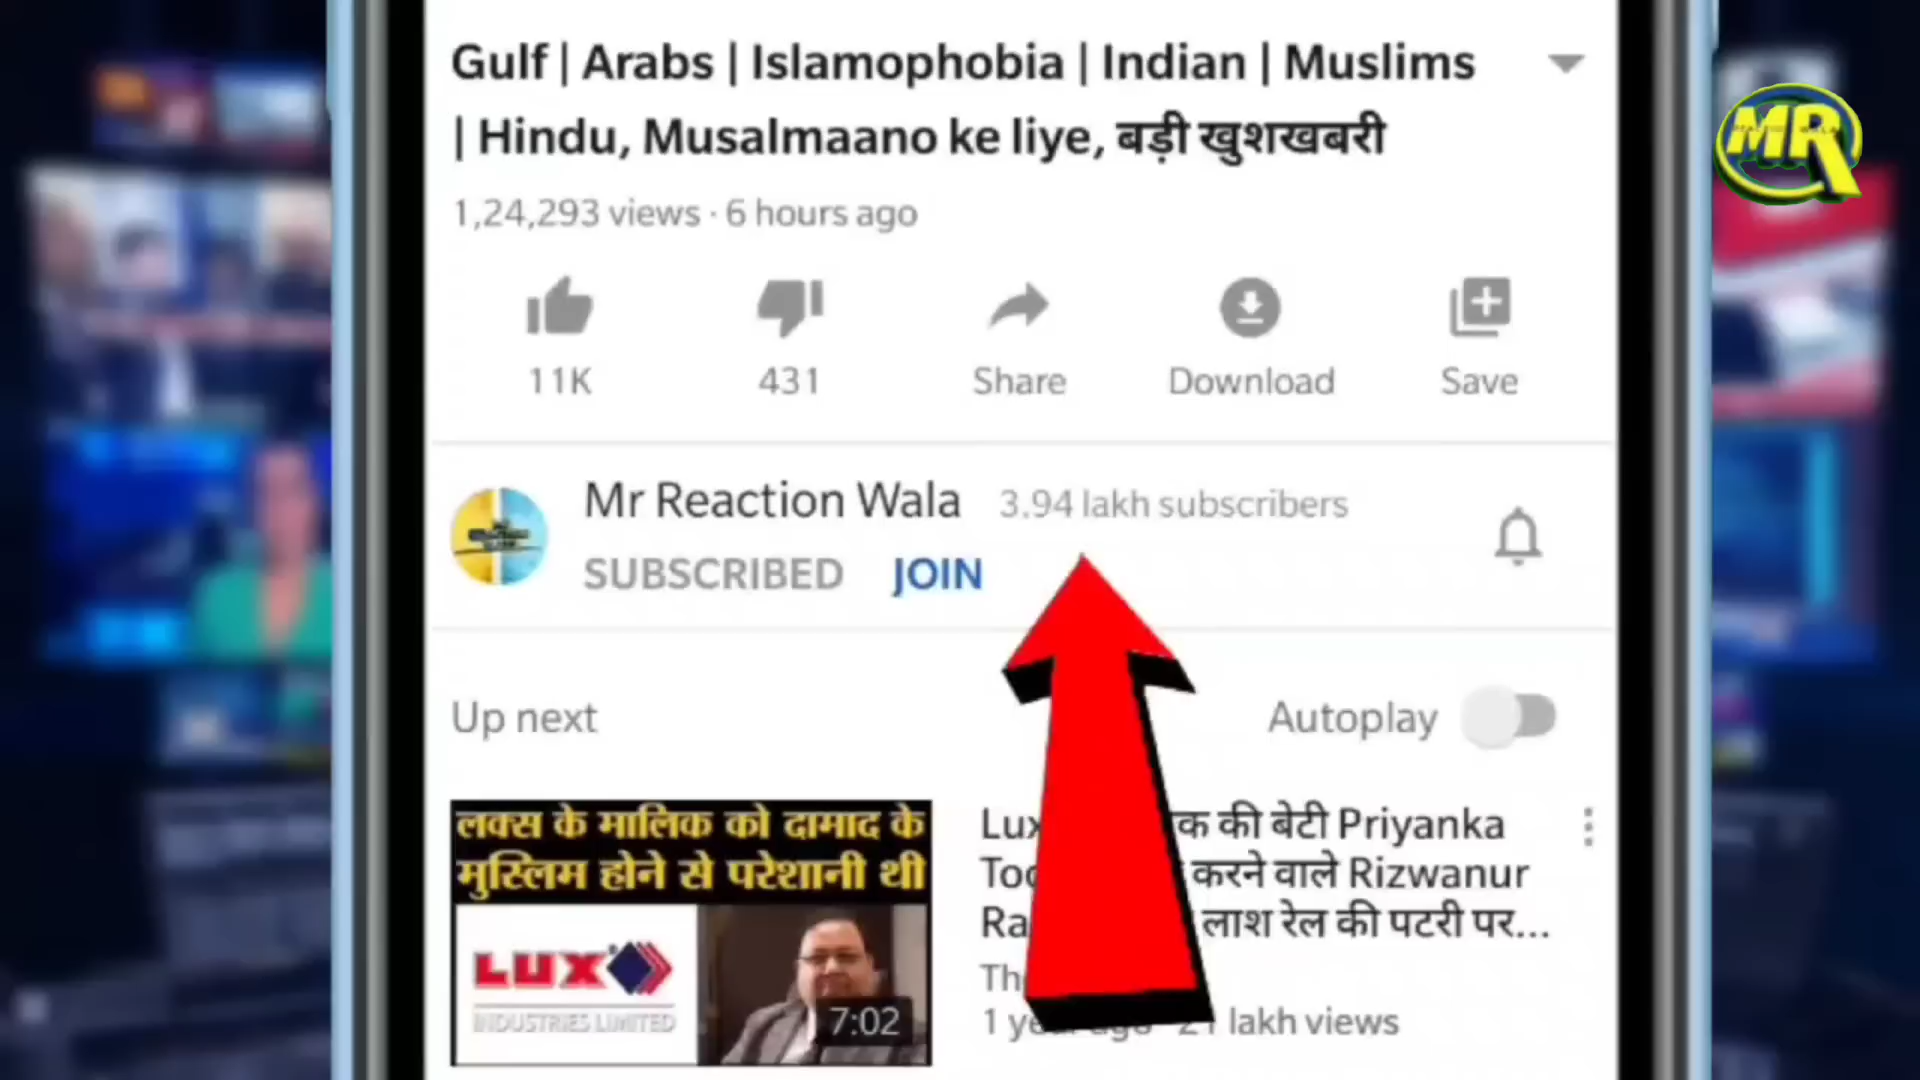 Gulf | Arabs | Islamophobia | Indian | Muslims
| Hindu, Musalmaano ke liye, बड़ी खुशखबरी
MR
1,24,293 views · 6 hours ago
11K
431
Share
Download
Save
Mr Reaction Wala 3.94 lakh subscribers
SUBSCRIBED JOIN
Up next
Autoplay
लक्स के मालिक को दामाद के
मुस्लिम होने से परेशानी थी
LUX
INDUSTRIES LIMITED
7:02
Lux की बेटी Priyanka
करने वाले Rizwanur
लाश रेल की पटरी पर...
1 lakh views